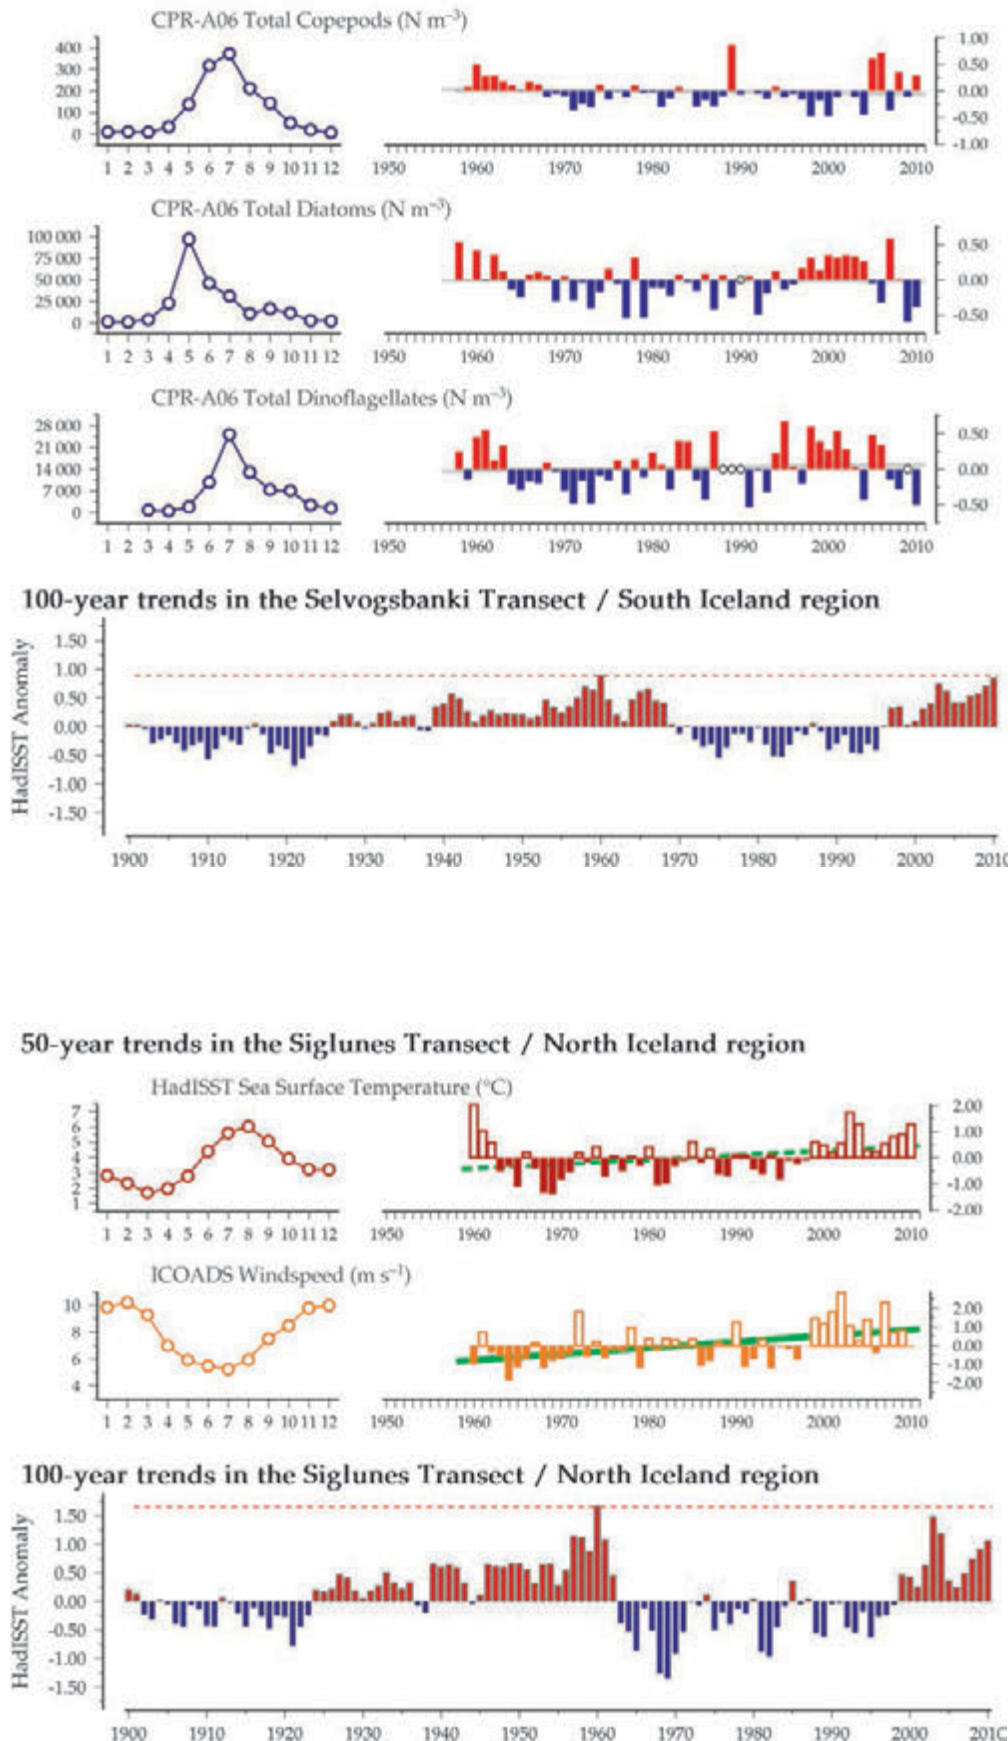 CPR-A06 Total Copepods (N m⁻³)
400
300
200
100
0
1 2 3 4 5 6 7 8 9 10 11 12
1.00
0.50
0.00
-0.50
-1.00
1950 1960 1970 1980 1990 2000 2010
CPR-A06 Total Diatoms (N m⁻³)
100 000
75 000
50 000
25 000
0
1 2 3 4 5 6 7 8 9 10 11 12
0.50
0.00
-0.50
1950 1960 1970 1980 1990 2000 2010
CPR-A06 Total Dinoflagellates (N m⁻³)
28 000
21 000
14 000
7 000
0
1 2 3 4 5 6 7 8 9 10 11 12
0.50
0.00
-0.50
1950 1960 1970 1980 1990 2000 2010
100-year trends in the Selvogsbanki Transect / South Iceland region
HadISST Anomaly
1.50
1.00
0.50
0.00
-0.50
-1.00
-1.50
1900 1910 1920 1930 1940 1950 1960 1970 1980 1990 2000 2010
50-year trends in the Siglunes Transect / North Iceland region
HadISST Sea Surface Temperature (°C)
7
6
5
4
3
2
1
1 2 3 4 5 6 7 8 9 10 11 12
2.00
1.00
0.00
-1.00
-2.00
1950 1960 1970 1980 1990 2000 2010
ICOADS Windspeed (m s⁻¹)
10
8
6
4
1 2 3 4 5 6 7 8 9 10 11 12
2.00
1.00
0.00
-1.00
-2.00
1950 1960 1970 1980 1990 2000 2010
100-year trends in the Siglunes Transect / North Iceland region
HadISST Anomaly
1.50
1.00
0.50
0.00
-0.50
-1.00
-1.50
1900 1910 1920 1930 1940 1950 1960 1970 1980 1990 2000 2010